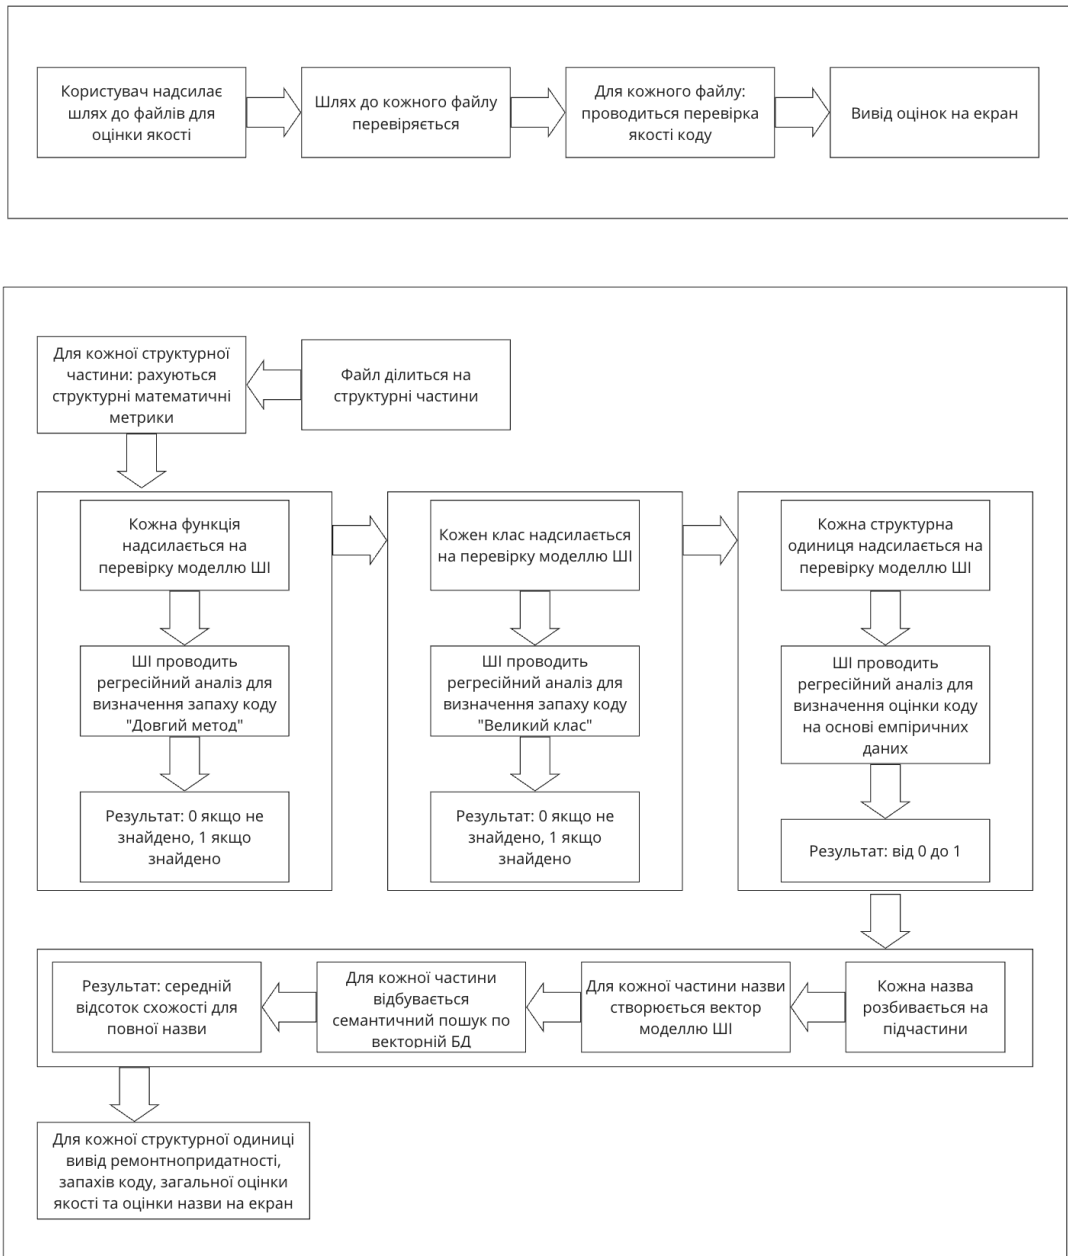 Користувач надсилає
шлях до файлів для
оцінки якості
Шлях до кожного файлу
перевіряється
Для кожного файлу:
проводиться перевірка
якості коду
Вивід оцінок на екран
Для кожної структурної
частини: рахуються
структурні математичні
метрики
Файл ділиться на
структурні частини
Кожна функція
надсилається на
перевірку моделлю ШІ
ШІ проводить
регресійний аналіз для
визначення запаху коду
"Довгий метод"
Результат: 0 якщо не
знайдено, 1 якщо
знайдено
Кожен клас надсилається
на перевірку моделлю ШІ
ШІ проводить
регресійний аналіз для
визначення запаху коду
"Великий клас"
Результат: 0 якщо не
знайдено, 1 якщо
знайдено
Кожна структурна
одиниця надсилається на
перевірку моделлю ШІ
ШІ проводить
регресійний аналіз для
визначення оцінки коду
на основі емпіричних
даних
Результат: від 0 до 1
Кожна назва
розбивається на
підчастини
Для кожної частини назви
створюється вектор
моделлю ШІ
Для кожної частини
відбувається
семантичний пошук по
векторній БД
Результат: середній
відсоток схожості для
повної назви
Для кожної структурної одиниці
вивід ремонтнопридатності,
запахів коду, загальної оцінки
якості та оцінки назви на екран